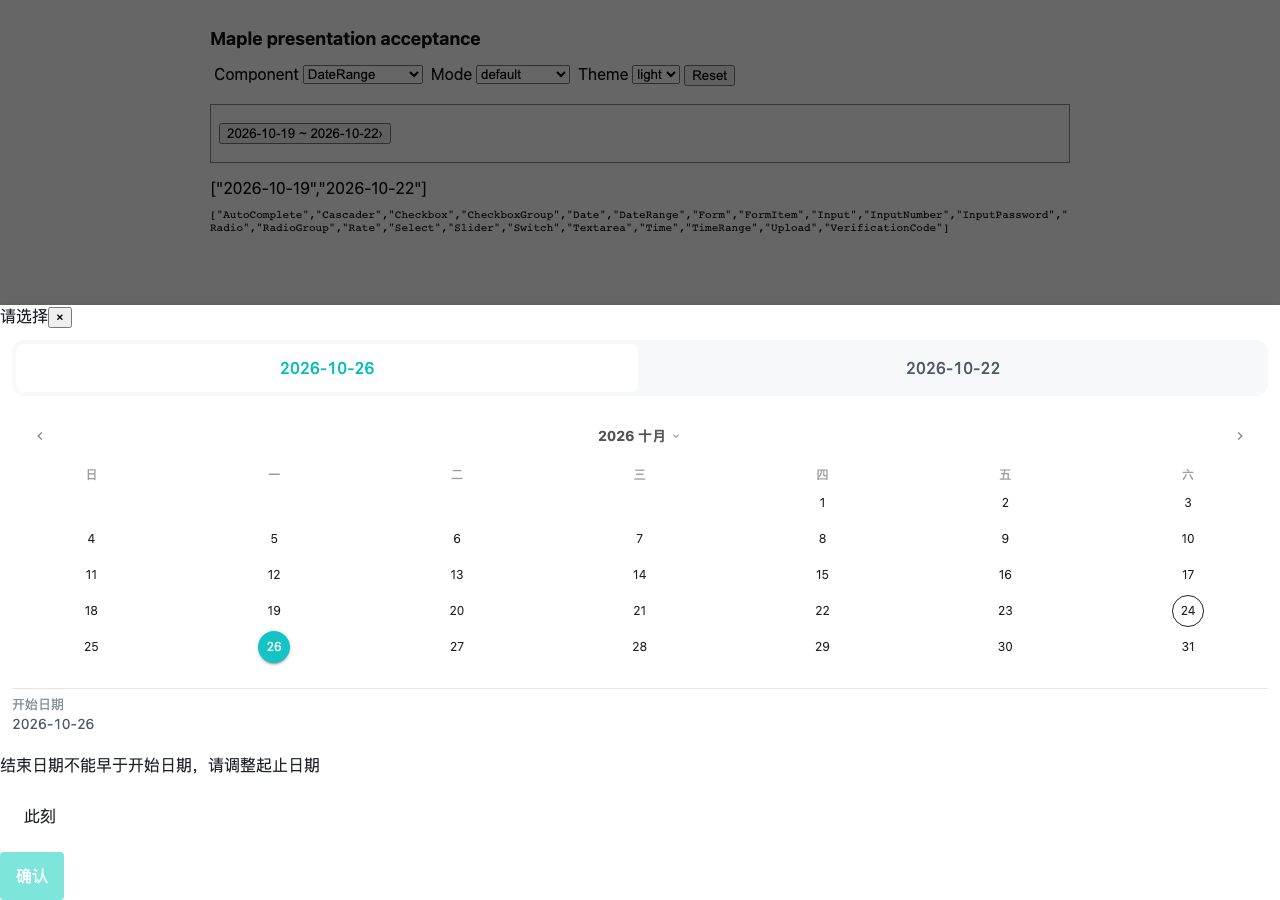 Maple presentation acceptance
Component DateRange Mode default Theme light Reset
2026-10-19 ~ 2026-10-22›
["2026-10-19","2026-10-22"]
["AutoComplete","Cascader","Checkbox","CheckboxGroup","Date","DateRange","Form","FormItem","Input","InputNumber","InputPassword","
Radio","RadioGroup","Rate","Select","Slider","Switch","Textarea","Time","TimeRange","Upload","VerificationCode"]
请选择×
2026-10-26 2026-10-22
‹ 2026 十月 ›
日 一 二 三 四 五 六
1 2 3
4 5 6 7 8 9 10
11 12 13 14 15 16 17
18 19 20 21 22 23 24
25 26 27 28 29 30 31
开始日期
2026-10-26
结束日期不能早于开始日期，请调整起止日期
此刻
确认